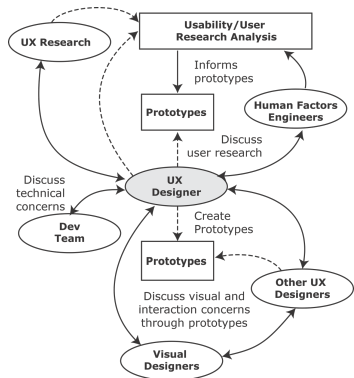 UX Research
Usability/User
Research Analysis
Informs
prototypes
Prototypes
Human Factors
Engineers
Discuss
user research
UX
Designer
Discuss
technical
concerns
Dev
Team
Create
Prototypes
Prototypes
Other UX
Designers
Discuss visual and
interaction concerns
through prototypes
Visual
Designers